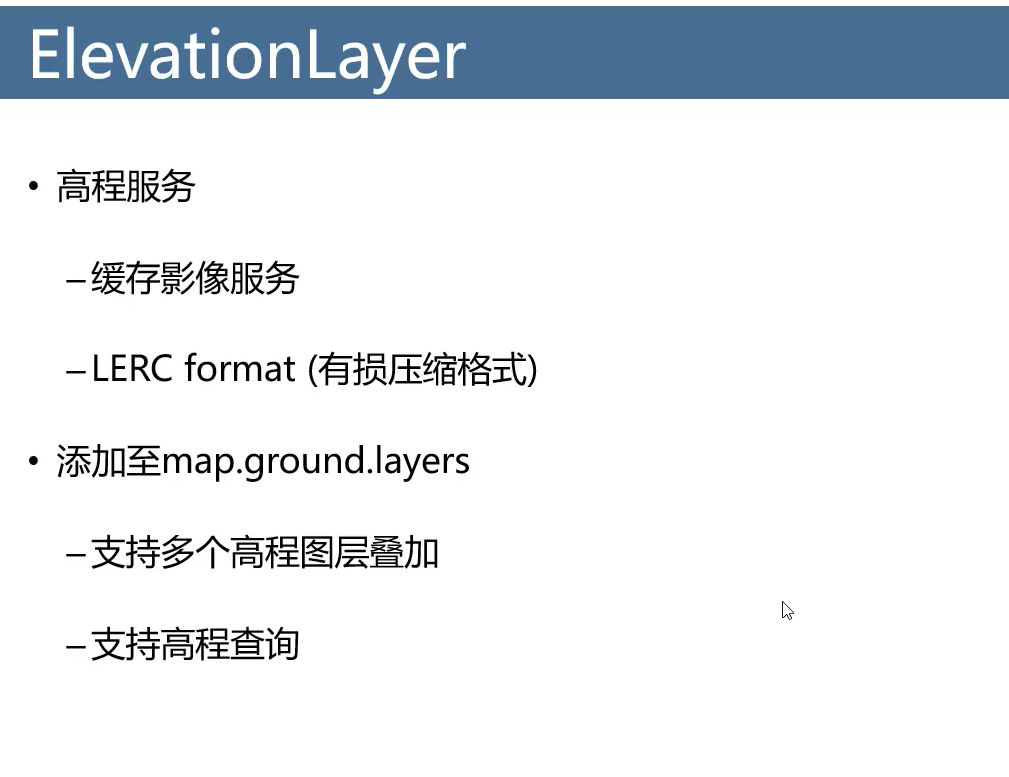 ElevationLayer
• 高程服务
–缓存影像服务
–LERC format (有损压缩格式)
• 添加至map.ground.layers
–支持多个高程图层叠加
–支持高程查询